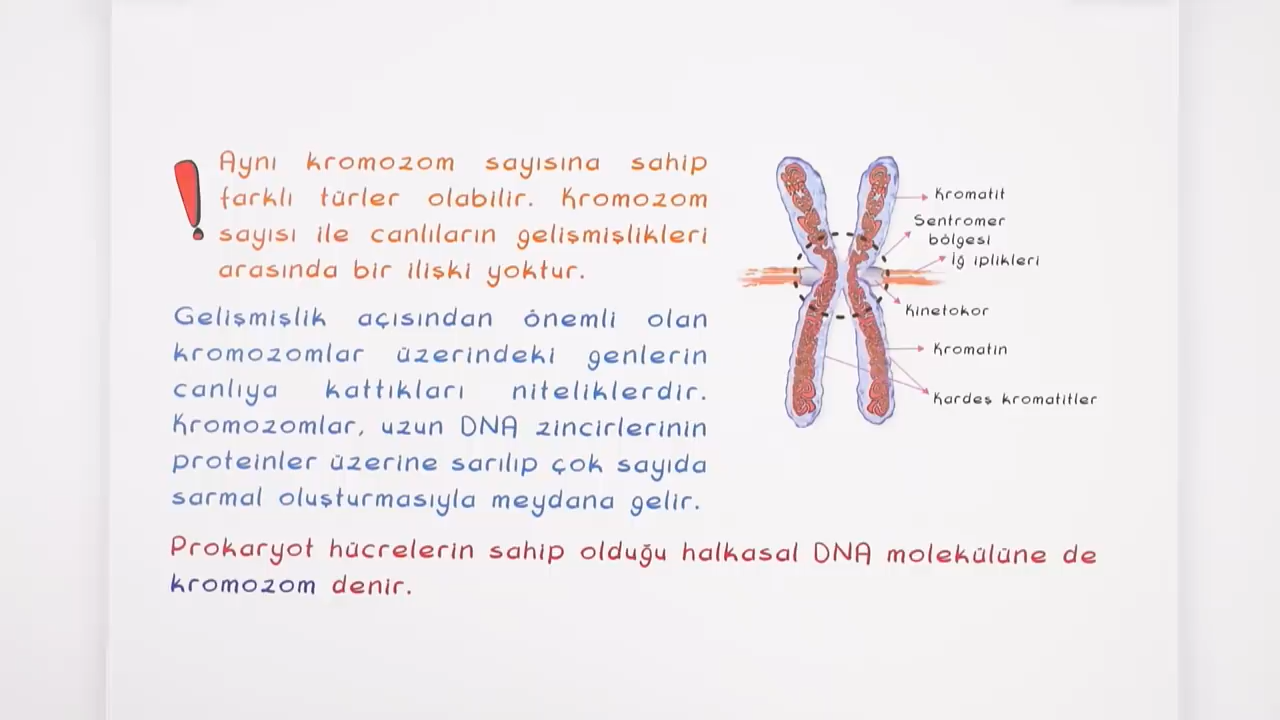 Aynı kromozom sayısına sahip
farklı türler olabilir. Kromozom
sayısı ile canlıların gelişmişlikleri
arasında bir ilişki yoktur.
Gelişmişlik açısından önemli olan
kromozomlar üzerindeki genlerin
canlıya kattıkları niteliklerdir.
Kromozomlar, uzun DNA zincirlerinin
proteinler üzerine sarılıp çok sayıda
sarmal oluşturmasıyla meydana gelir.
Prokaryot hücrelerin sahip olduğu halkasal DNA molekülüne de
kromozom denir.
Kromatit
Sentromer
bölgesi
İğ iplikleri
Kinetokor
Kromatin
Kardeş kromatitler